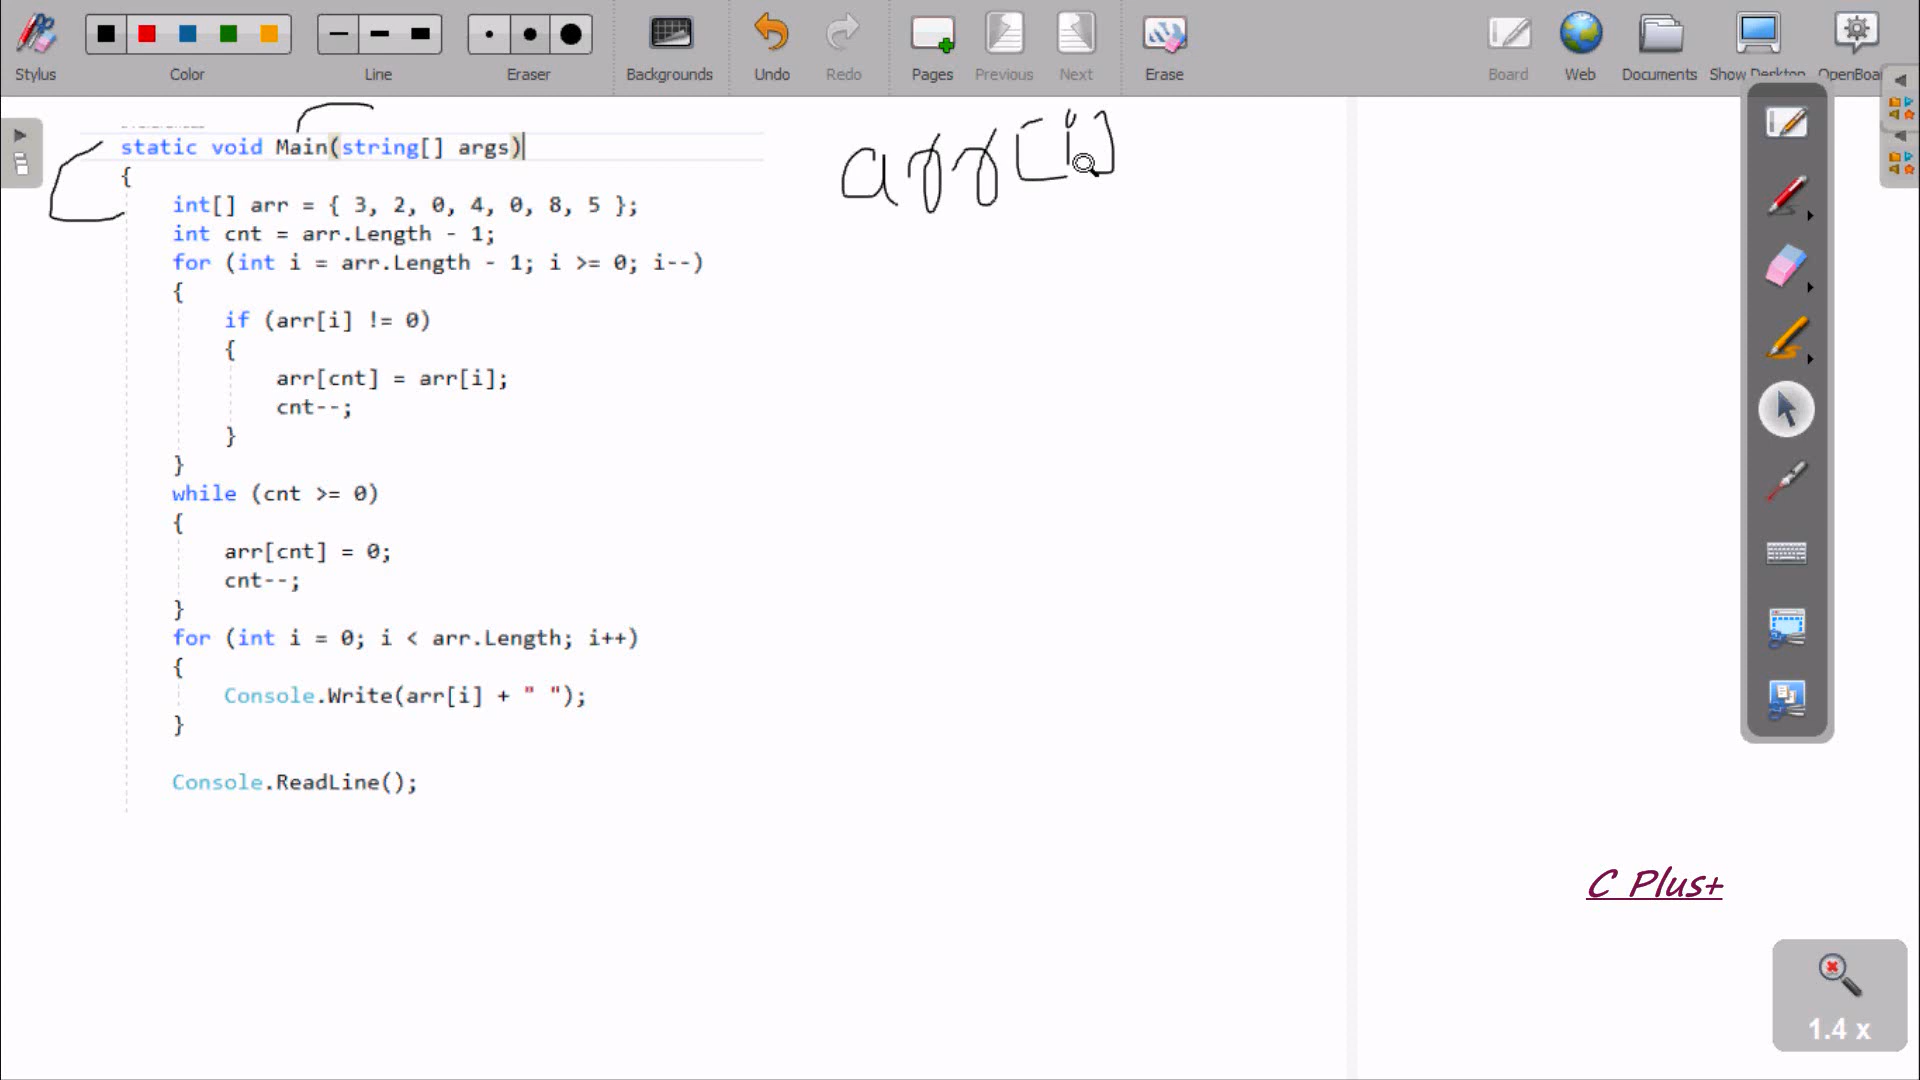 Stylus Color Line Eraser Backgrounds Undo Redo Pages Previous Next Erase Board Web Documents Show Desktop OpenBoa
static void Main(string[] args)
{
int[] arr = { 3, 2, 0, 4, 0, 8, 5 };
int cnt = arr.Length - 1;
for (int i = arr.Length - 1; i >= 0; i--)
{
if (arr[i] != 0)
{
arr[cnt] = arr[i];
cnt--;
}
}
while (cnt >= 0)
{
arr[cnt] = 0;
cnt--;
}
for (int i = 0; i < arr.Length; i++)
{
Console.Write(arr[i] + " ");
}
Console.ReadLine();
arr[i]
C Plus+
1.4 x